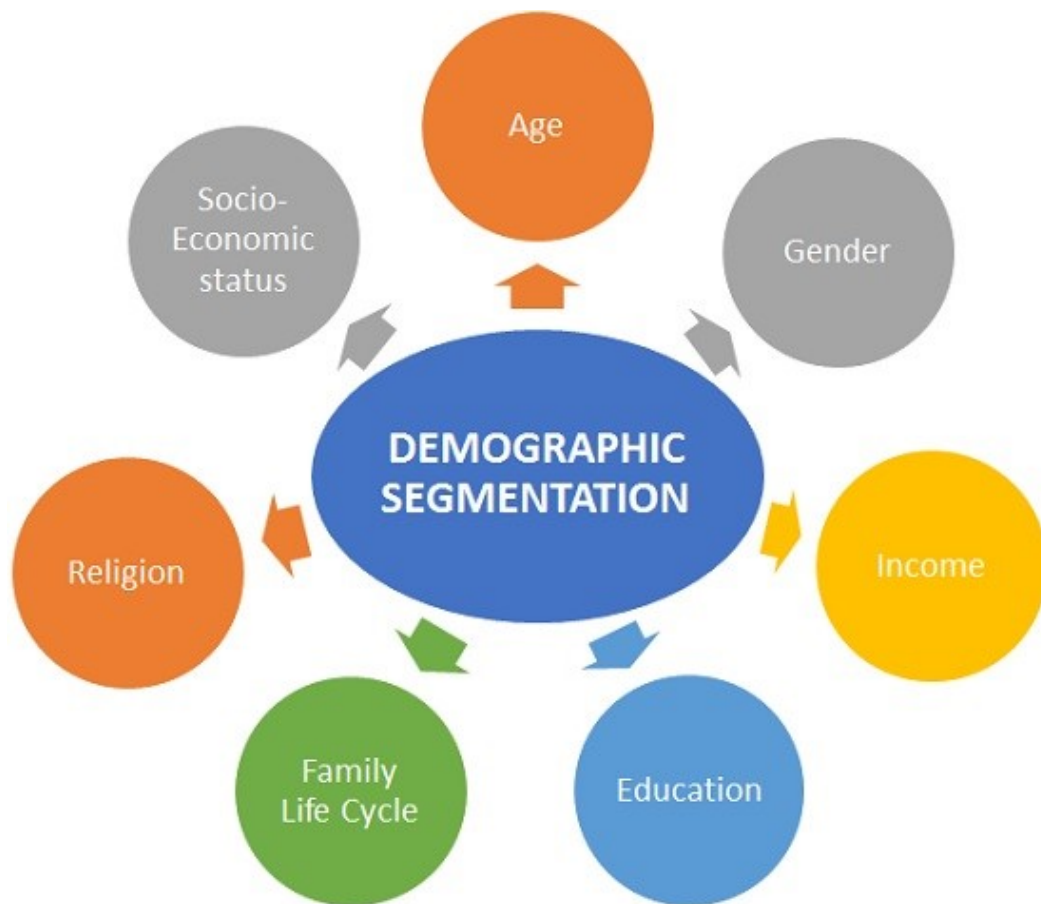 Age
Gender
Income
Education
Family
Life Cycle
Religion
Socio-
Economic
status
DEMOGRAPHIC
SEGMENTATION